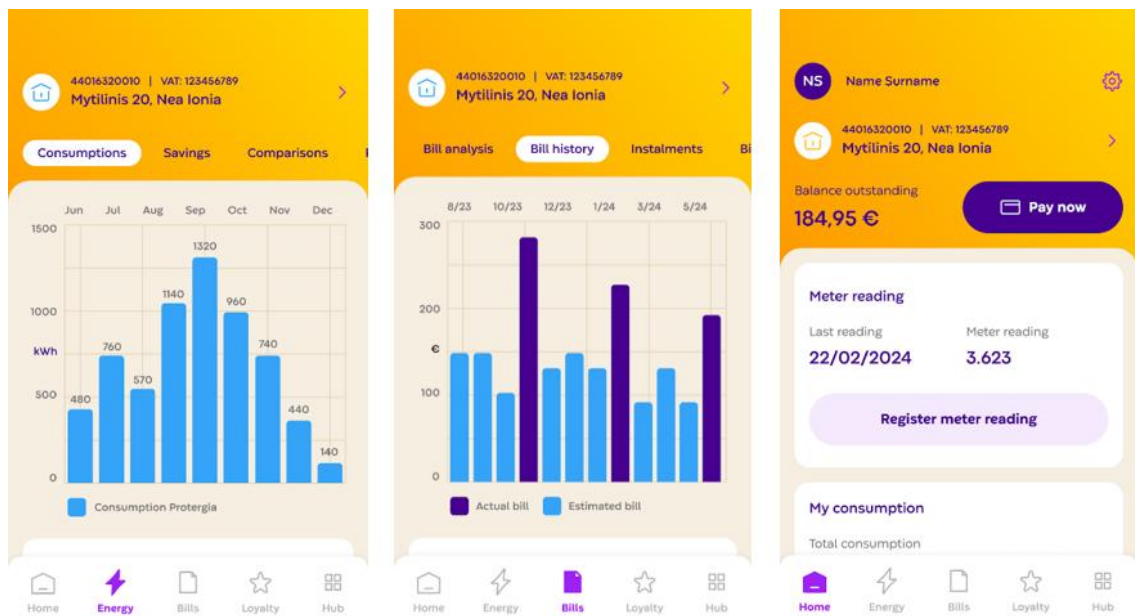 44016320010 | VAT: 123456789
Mytilinis 20, Nea Ionia
Consumptions Savings Comparisons
Jun Jul Aug Sep Oct Nov Dec
1500
1320
1140
1000
960
kWh
760
740
570
500
480
440
140
0
Consumption Protergia
Home Energy Bills Loyalty Hub
44016320010 | VAT: 123456789
Mytilinis 20, Nea Ionia
Bill analysis Bill history Instalments Bi
8/23 10/23 12/23 1/24 3/24 5/24
300
200
€
100
0
Actual bill Estimated bill
Home Energy Bills Loyalty Hub
NS Name Surname
44016320010 | VAT: 123456789
Mytilinis 20, Nea Ionia
Balance outstanding
184,95 € Pay now
Meter reading
Last reading Meter reading
22/02/2024 3.623
Register meter reading
My consumption
Total consumption
Home Energy Bills Loyalty Hub